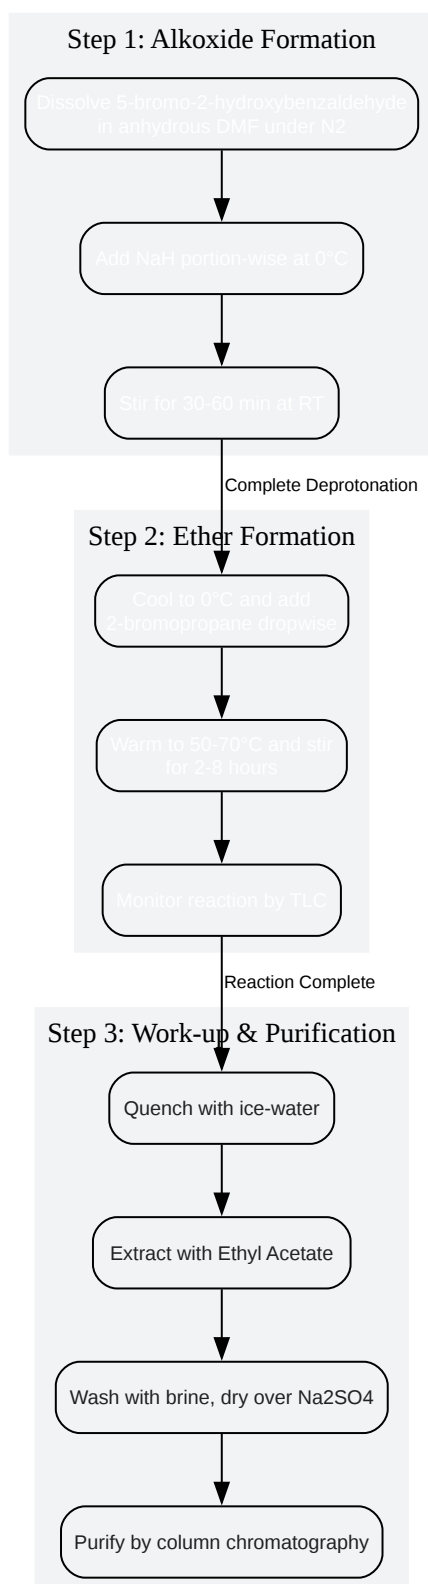 Step 1: Alkoxide Formation
Dissolve 5-bromo-2-hydroxybenzaldehyde
in anhydrous DMF under N2
Add NaH portion-wise at 0°C
Stir for 30-60 min at RT
Complete Deprotonation
Step 2: Ether Formation
Cool to 0°C and add
2-bromopropane dropwise
Warm to 50-70°C and stir
for 2-8 hours
Monitor reaction by TLC
Reaction Complete
Step 3: Work-up & Purification
Quench with ice-water
Extract with Ethyl Acetate
Wash with brine, dry over Na2SO4
Purify by column chromatography